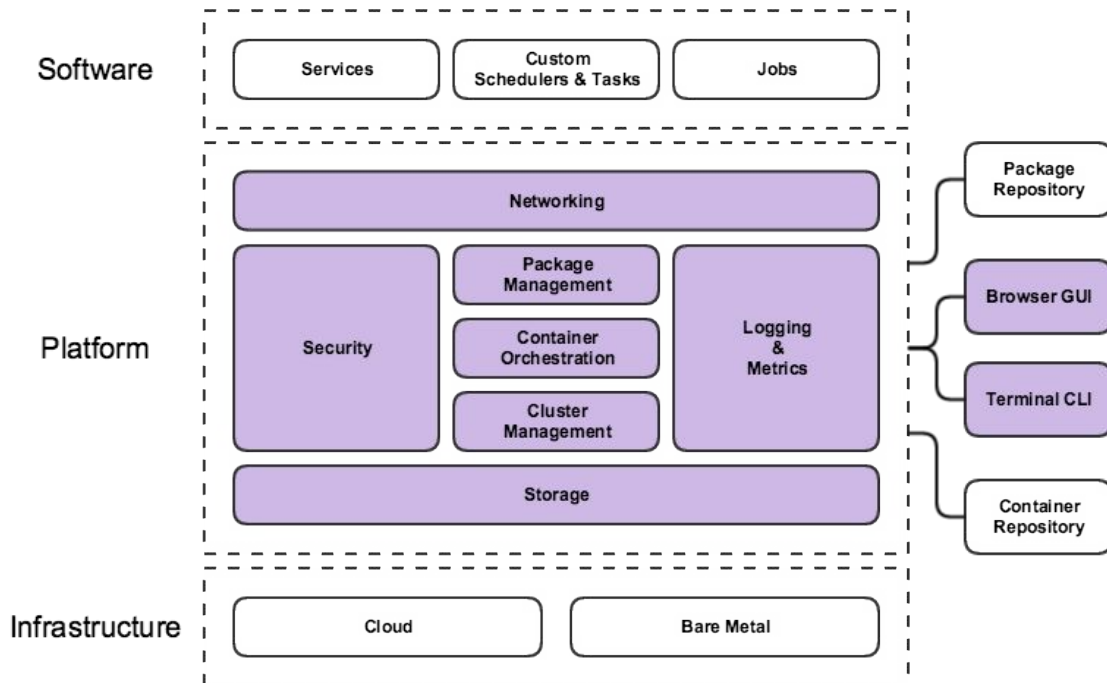 Software
Services
Custom
Schedulers & Tasks
Jobs
Platform
Networking
Security
Package
Management
Container
Orchestration
Cluster
Management
Logging
&
Metrics
Storage
Package
Repository
Browser GUI
Terminal CLI
Container
Repository
Infrastructure
Cloud
Bare Metal